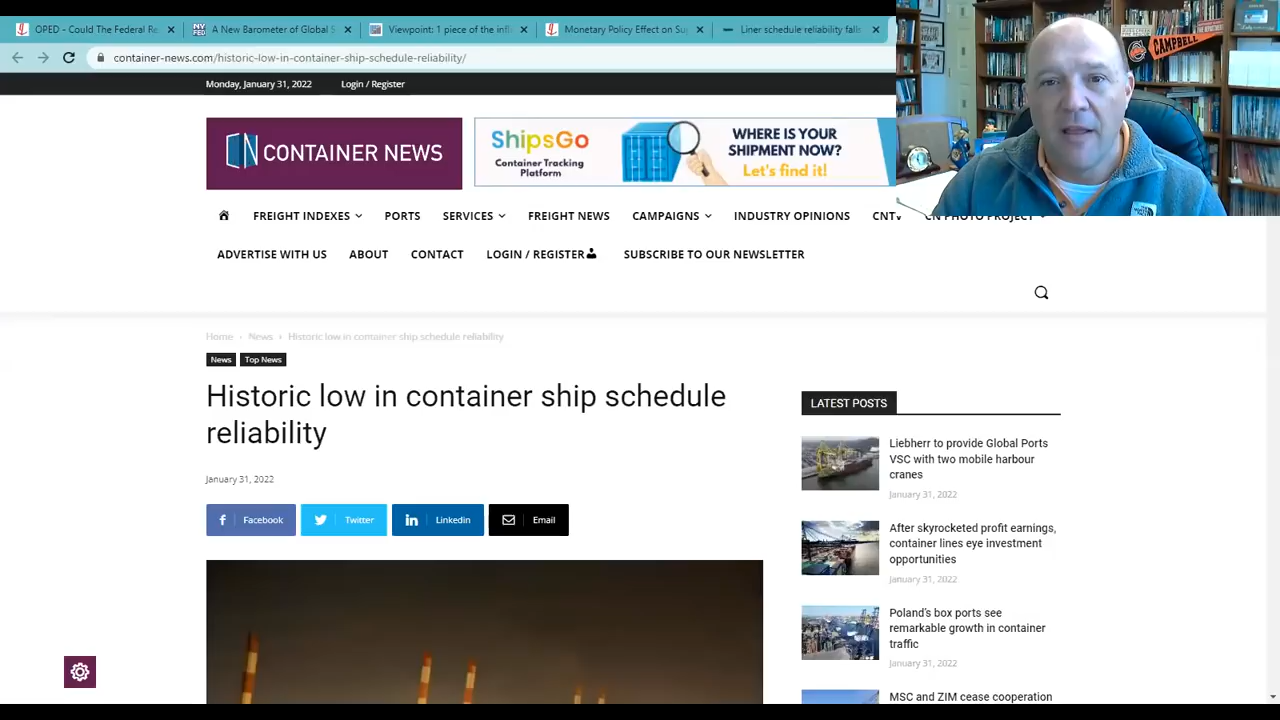 OPED - Could The Federal Re
A New Barometer of Global S
Viewpoint: 1 piece of the infl
Monetary Policy Effect on Su
Liner schedule reliability falls
container-news.com/historic-low-in-container-ship-schedule-reliability/
CAMPBELL
Monday, January 31, 2022 Login / Register
CONTAINER NEWS
ShipsGo
Container Tracking
Platform
WHERE IS YOUR
SHIPMENT NOW?
Let's find it!
FREIGHT INDEXES PORTS SERVICES FREIGHT NEWS CAMPAIGNS INDUSTRY OPINIONS CNTV CN PHOTO PROJECT
ADVERTISE WITH US ABOUT CONTACT LOGIN / REGISTER SUBSCRIBE TO OUR NEWSLETTER
Home › News › Historic low in container ship schedule reliability
News Top News
Historic low in container ship schedule
reliability
January 31, 2022
Facebook Twitter Linkedin Email
LATEST POSTS
Liebherr to provide Global Ports
VSC with two mobile harbour
cranes
January 31, 2022
After skyrocketed profit earnings,
container lines eye investment
opportunities
January 31, 2022
Poland's box ports see
remarkable growth in container
traffic
January 31, 2022
MSC and ZIM cease cooperation